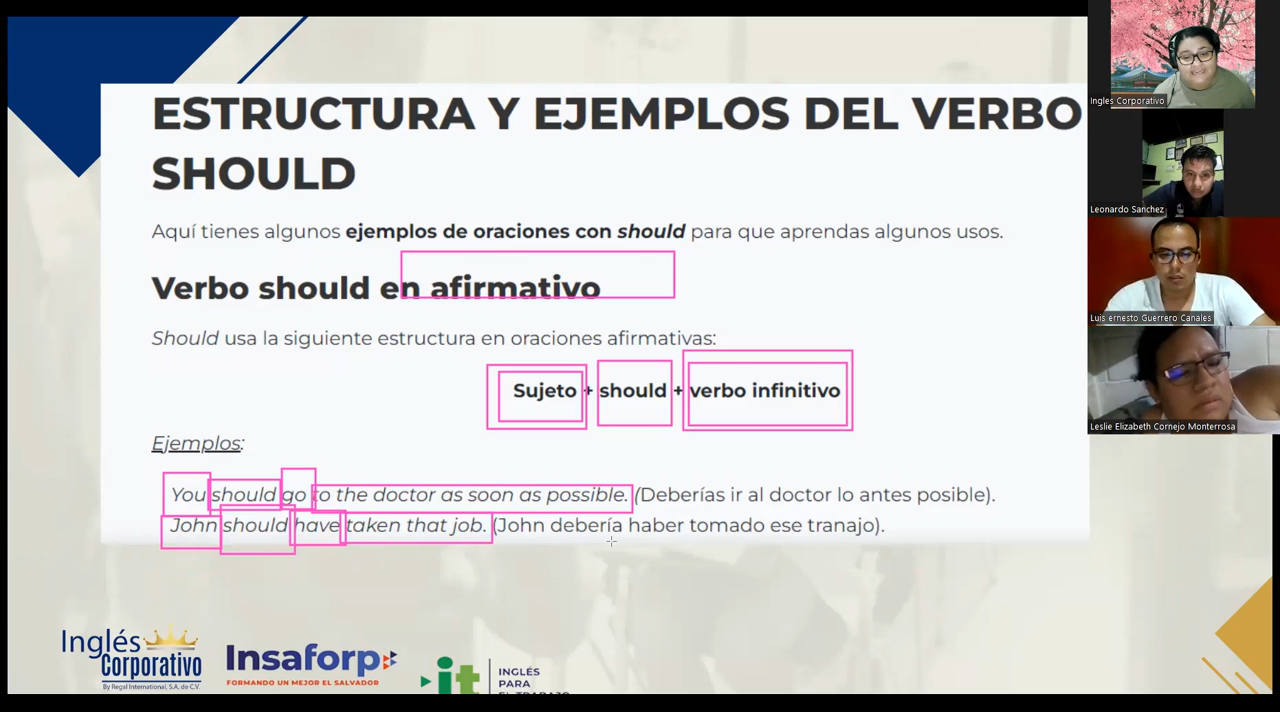 ESTRUCTURA Y EJEMPLOS DEL VERBO
SHOULD
Aquí tienes algunos ejemplos de oraciones con should para que aprendas algunos usos.
Verbo should en afirmativo
Should usa la siguiente estructura en oraciones afirmativas:
Sujeto + should + verbo infinitivo
Ejemplos:
You should go to the doctor as soon as possible. (Deberías ir al doctor lo antes posible).
John should have taken that job. (John debería haber tomado ese tranajo).
Inglés
Corporativo
By Regal International, S.A. de C.V.
Insaforp
FORMANDO UN MEJOR EL SALVADOR
it
INGLÉS
PARA
EL TRABAJO
Ingles Corporativo
Leonardo Sanchez
Luis ernesto Guerrero Canales
Leslie Elizabeth Cornejo Monterrosa